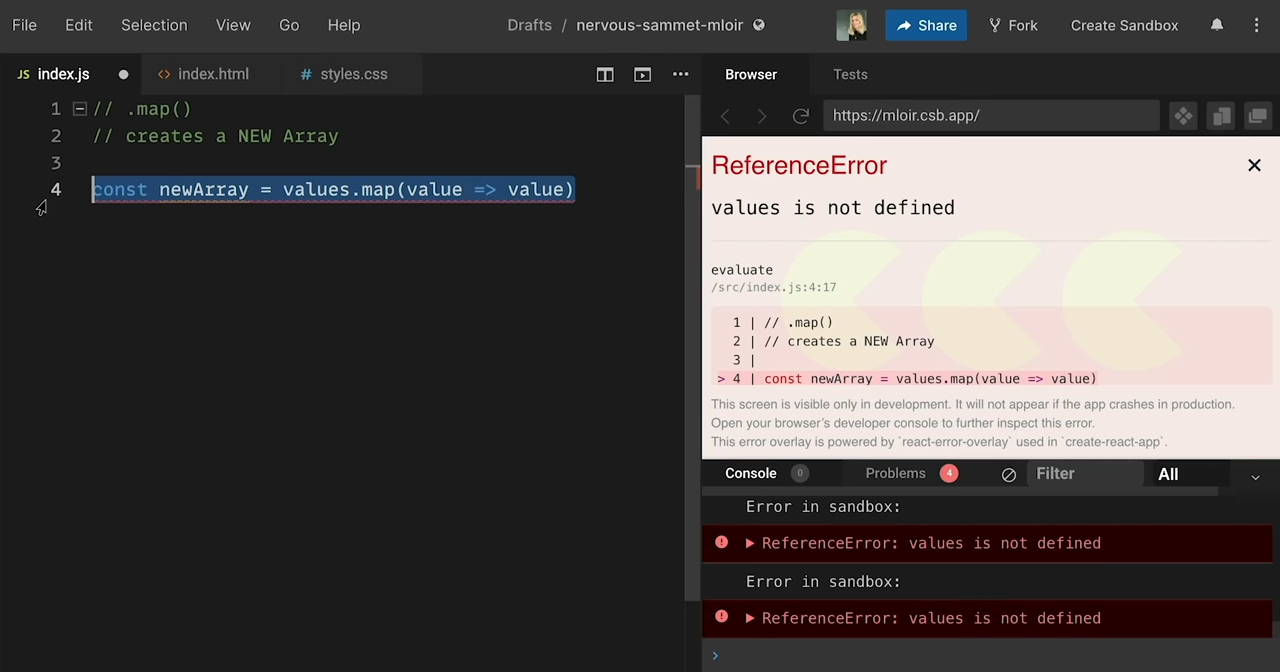 File Edit Selection View Go Help Drafts / nervous-sammet-mloir Share Fork Create Sandbox
JS index.js <> index.html # styles.css Browser Tests
https://mloir.csb.app/
1 // .map()
2 // creates a NEW Array
3
4 const newArray = values.map(value => value)
ReferenceError
values is not defined
evaluate
/src/index.js:4:17
1 | // .map()
2 | // creates a NEW Array
3 |
> 4 | const newArray = values.map(value => value)
This screen is visible only in development. It will not appear if the app crashes in production.
Open your browser's developer console to further inspect this error.
This error overlay is powered by `react-error-overlay` used in `create-react-app`.
Console 0 Problems 4 Filter All
Error in sandbox:
ReferenceError: values is not defined
Error in sandbox:
ReferenceError: values is not defined